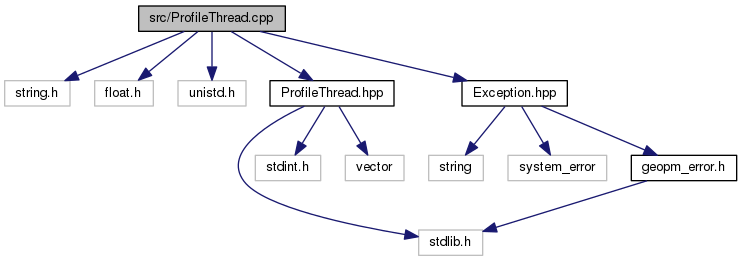 src/ProfileThread.cpp
string.h
float.h
unistd.h
ProfileThread.hpp
Exception.hpp
stdint.h
vector
string
system_error
geopm_error.h
stdlib.h